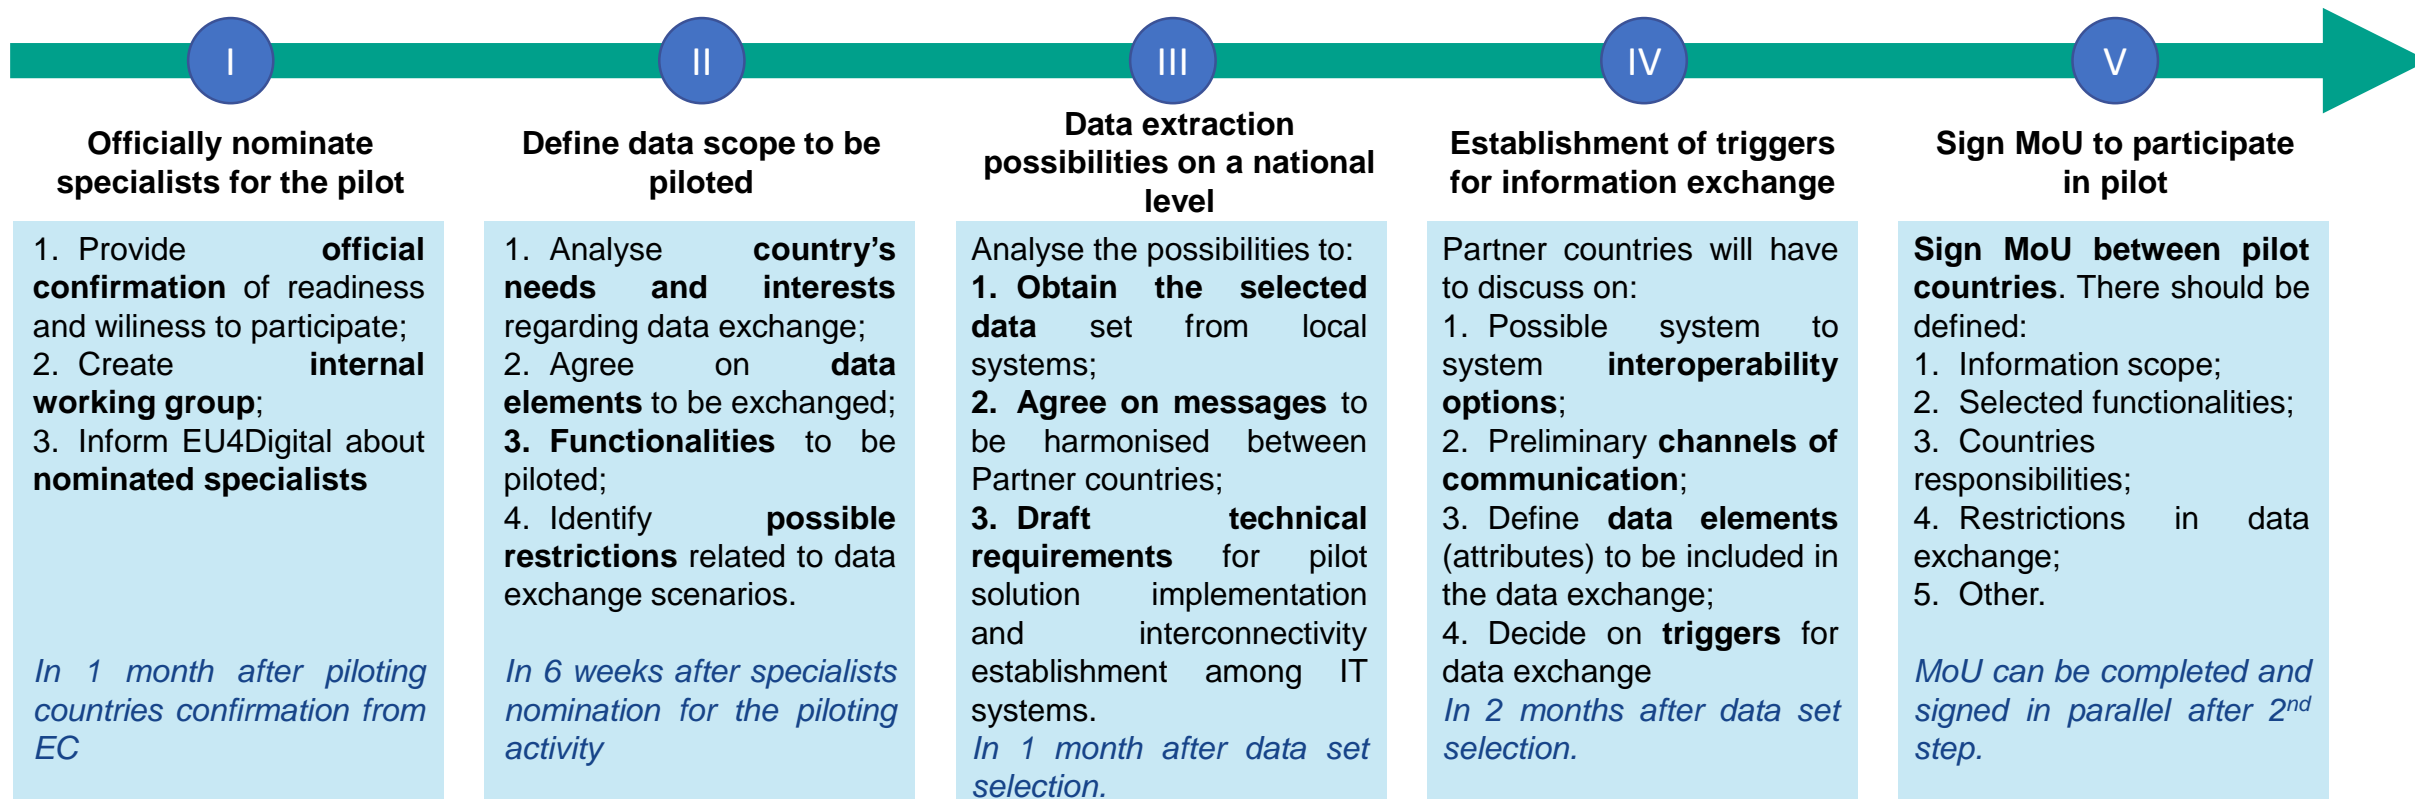 I
II
III
IV
V
Officially nominate
specialists for the pilot
1. Provide official
confirmation of readiness
and wiliness to participate;
2. Create internal
working group;
3. Inform EU4Digital about
nominated specialists
In 1 month after piloting
countries confirmation from
EC
Define data scope to be
piloted
1. Analyse country's
needs and interests
regarding data exchange;
2. Agree on data
elements to be exchanged;
3. Functionalities to be
piloted;
4. Identify possible
restrictions related to data
exchange scenarios.
In 6 weeks after specialists
nomination for the piloting
activity
Data extraction
possibilities on a national
level
Analyse the possibilities to:
1. Obtain the selected
data set from local
systems;
2. Agree on messages to
be harmonised between
Partner countries;
3. Draft technical
requirements for pilot
solution implementation
and interconnectivity
establishment among IT
systems.
In 1 month after data set
selection.
Establishment of triggers
for information exchange
Partner countries will have
to discuss on:
1. Possible system to
system interoperability
options;
2. Preliminary channels of
communication;
3. Define data elements
(attributes) to be included in
the data exchange;
4. Decide on triggers for
data exchange
In 2 months after data set
selection.
Sign MoU to participate
in pilot
Sign MoU between pilot
countries. There should be
defined:
1. Information scope;
2. Selected functionalities;
3. Countries
responsibilities;
4. Restrictions in data
exchange;
5. Other.
MoU can be completed and
signed in parallel after 2nd
step.